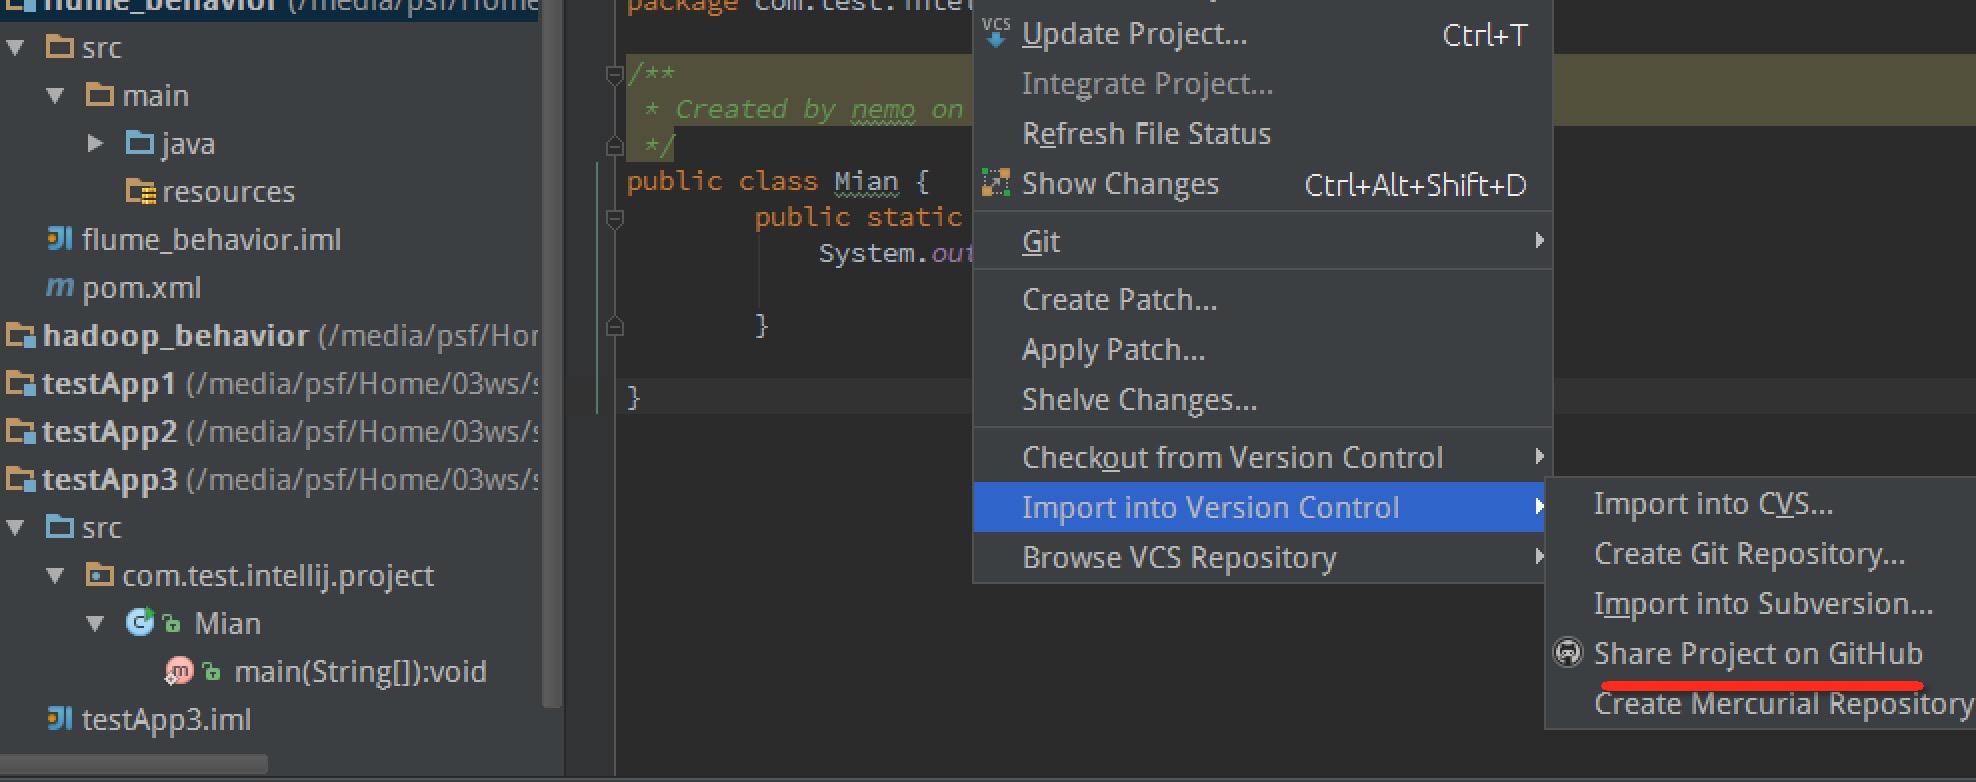 flume_behavior (/media/psf/Home
src
main
java
resources
flume_behavior.iml
pom.xml
hadoop_behavior (/media/psf/Hor
testApp1 (/media/psf/Home/03ws/s
testApp2 (/media/psf/Home/03ws/s
testApp3 (/media/psf/Home/03ws/s
src
com.test.intellij.project
Mian
main(String[]):void
testApp3.iml
package com.test.intel
/**
* Created by nemo on
*/
public class Mian {
public static
System.out
}
}
VCS Update Project... Ctrl+T
Integrate Project...
Refresh File Status
Show Changes Ctrl+Alt+Shift+D
Git
Create Patch...
Apply Patch...
Shelve Changes...
Checkout from Version Control
Import into Version Control
Browse VCS Repository
Import into CVS...
Create Git Repository...
Import into Subversion...
Share Project on GitHub
Create Mercurial Repository